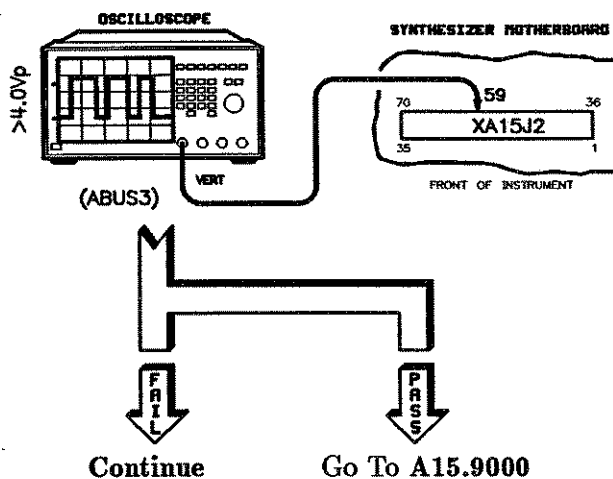 OSCILLOSCOPE
SYNTHESIZER MOTHERBOARD
>4.0Vp
59
70
36
XA15J2
35
1
VERT
FRONT OF INSTRUMENT
(ABUS3)
FAIL
PASS
Continue
Go To A15.9000